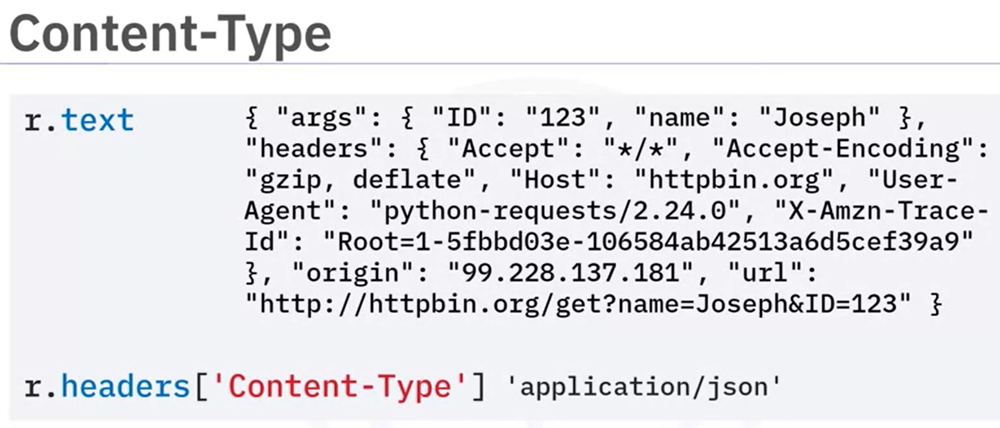 Content-Type
r.text
{ "args": { "ID": "123", "name": "Joseph" },
"headers": { "Accept": "*/*", "Accept-Encoding":
"gzip, deflate", "Host": "httpbin.org", "User-
Agent": "python-requests/2.24.0", "X-Amzn-Trace-
Id": "Root=1-5fbbd03e-106584ab42513a6d5cef39a9"
}, "origin": "99.228.137.181", "url":
"http://httpbin.org/get?name=Joseph&ID=123" }
r.headers['Content-Type'] 'application/json'